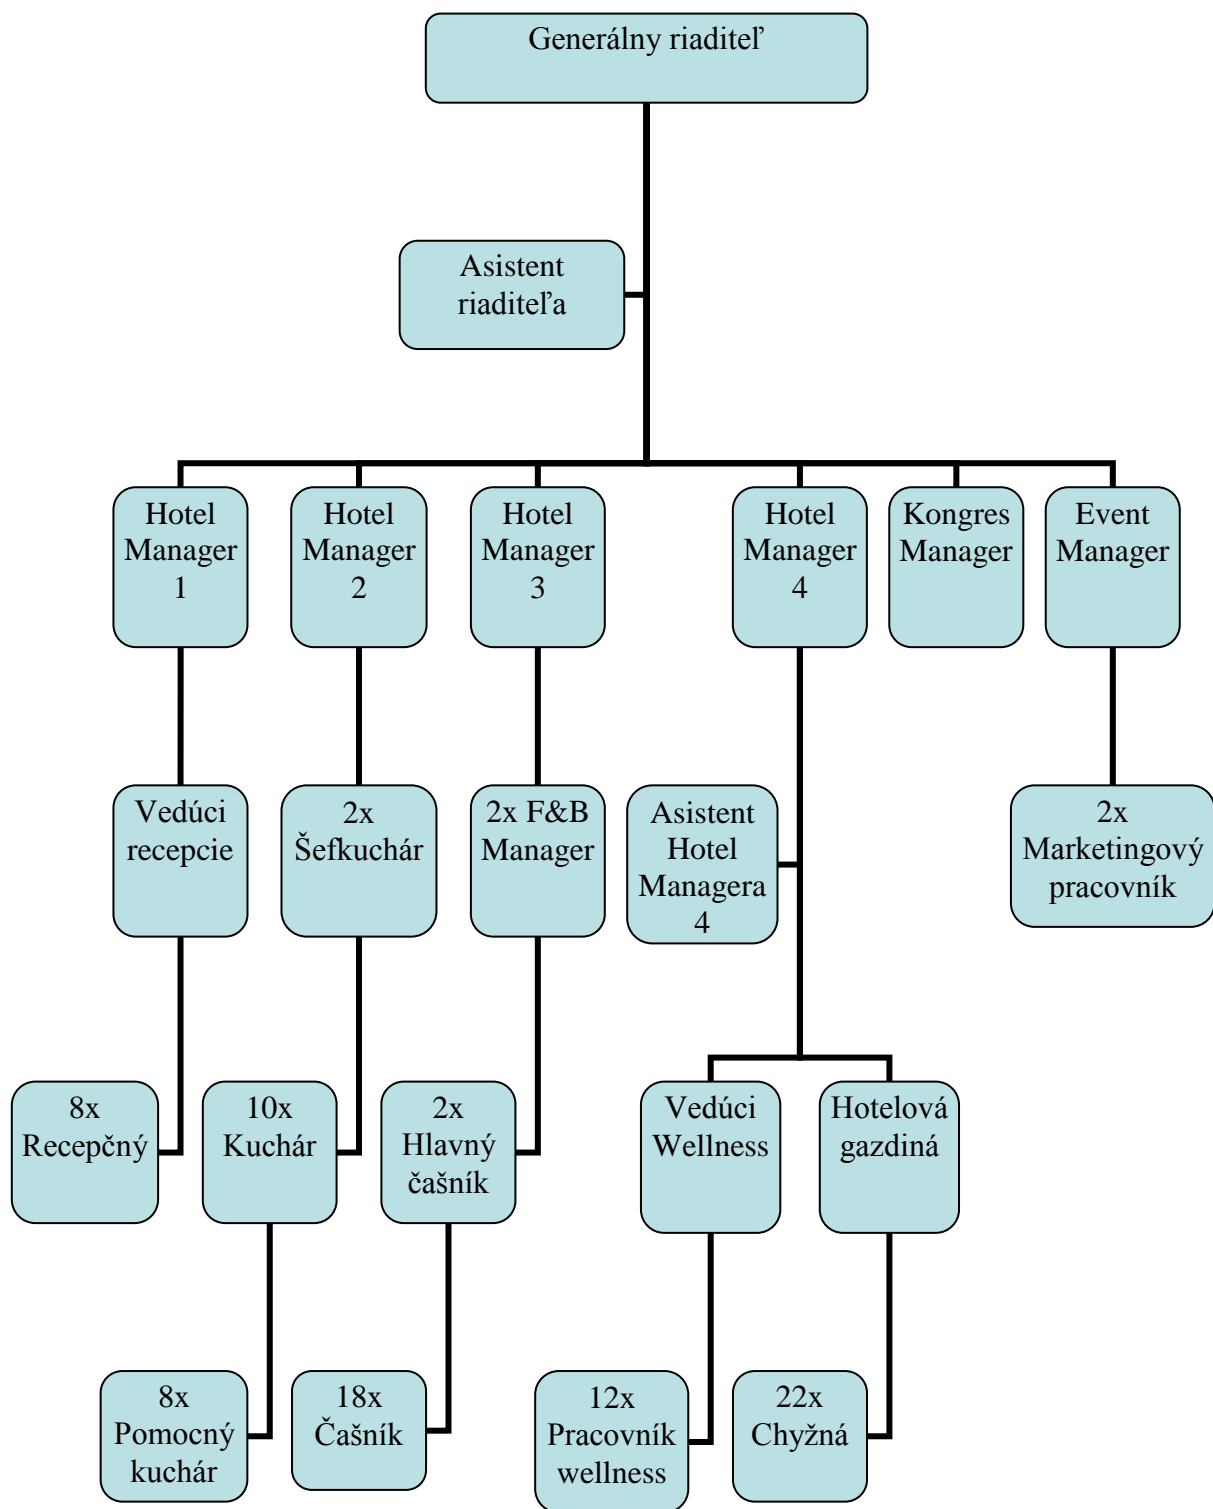 Generálny riaditeľ
Asistent
riaditeľa
Hotel
Manager
1
Hotel
Manager
2
Hotel
Manager
3
Hotel
Manager
4
Kongres
Manager
Event
Manager
Vedúci
recepcie
2x
Šefkuchár
2x F&B
Manager
Asistent
Hotel
Managera
4
2x
Marketingový
pracovník
8x
Recepčný
10x
Kuchár
2x
Hlavný
čašník
Vedúci
Wellness
Hotelová
gazdiná
8x
Pomocný
kuchár
18x
Čašník
12x
Pracovník
wellness
22x
Chyžná